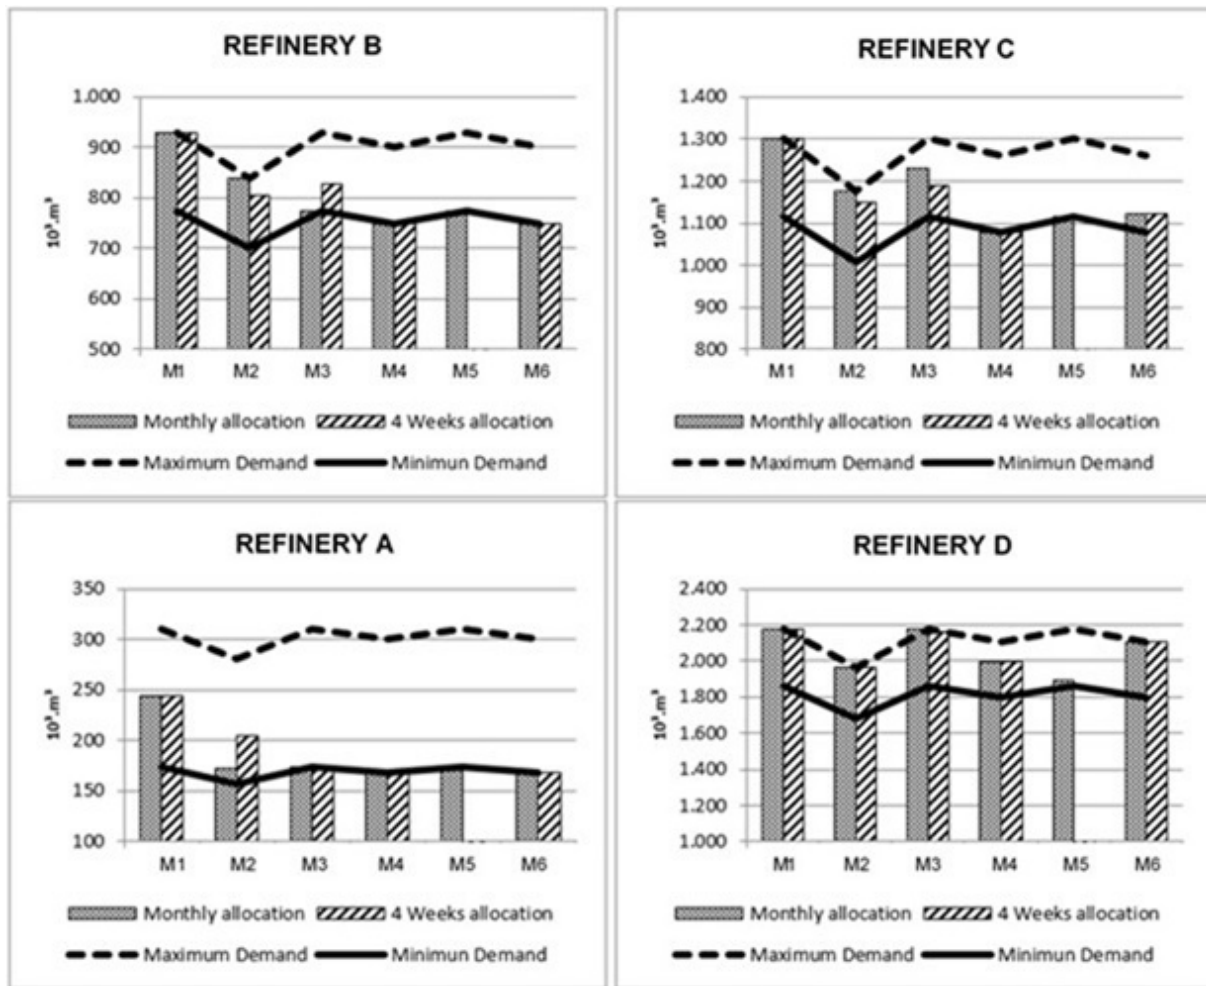 REFINERY B
1.000
900
800
700
600
500
10³.m³
M1 M2 M3 M4 M5 M6
Monthly allocation 4 Weeks allocation
Maximum Demand Minimun Demand
REFINERY C
1.400
1.300
1.200
1.100
1.000
900
800
10³.m³
M1 M2 M3 M4 M5 M6
Monthly allocation 4 Weeks allocation
Maximum Demand Minimun Demand
REFINERY A
350
300
250
200
150
100
10³.m³
M1 M2 M3 M4 M5 M6
Monthly allocation 4 Weeks allocation
Maximum Demand Minimun Demand
REFINERY D
2.400
2.200
2.000
1.800
1.600
1.400
1.200
1.000
10³.m³
M1 M2 M3 M4 M5 M6
Monthly allocation 4 Weeks allocation
Maximum Demand Minimun Demand